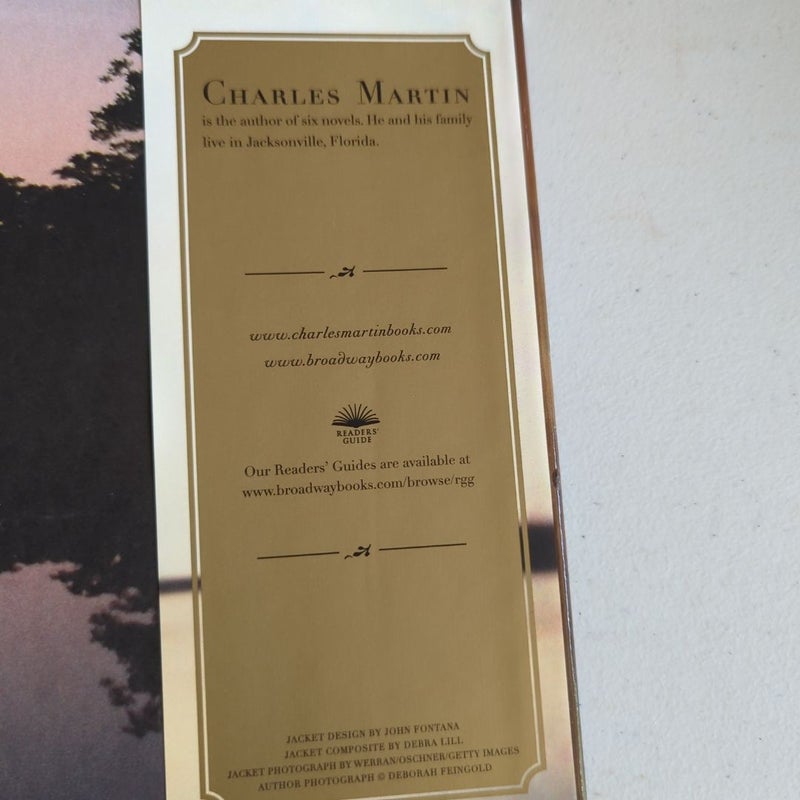 CHARLES MARTIN
is the author of six novels. He and his family
live in Jacksonville, Florida.
www.charlesmartinbooks.com
www.broadwaybooks.com
READERS'
GUIDE
Our Readers' Guides are available at
www.broadwaybooks.com/browse/rgg
JACKET DESIGN BY JOHN FONTANA
JACKET COMPOSITE BY DEBRA LILL
JACKET PHOTOGRAPH BY WERRAN/OSCHNER/GETTY IMAGES
AUTHOR PHOTOGRAPH © DEBORAH FEINGOLD